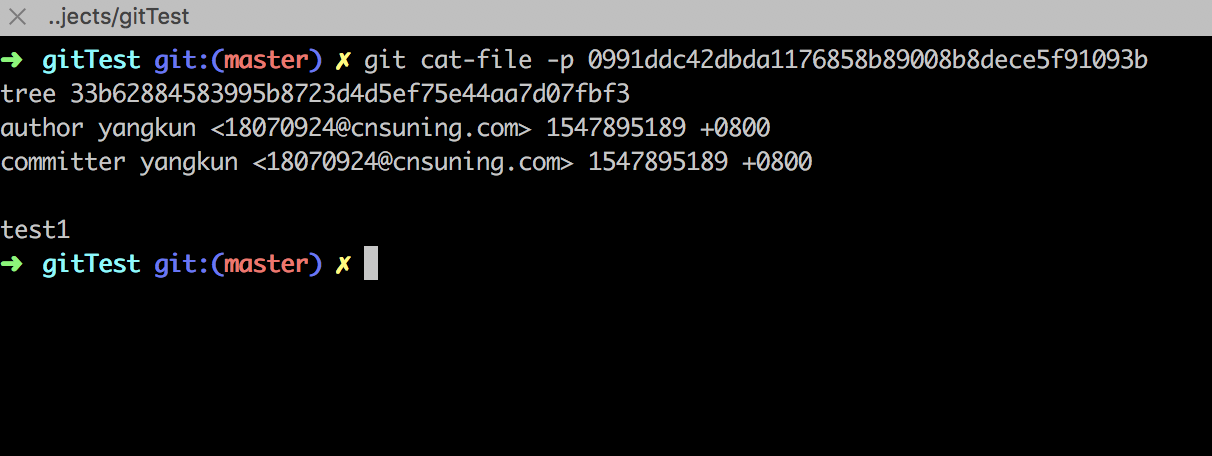 ..jects/gitTest
➜ gitTest git:(master) ✗ git cat-file -p 0991ddc42dbda1176858b89008b8dece5f91093b
tree 33b62884583995b8723d4d5ef75e44aa7d07fbf3
author yangkun <18070924@cnsuning.com> 1547895189 +0800
committer yangkun <18070924@cnsuning.com> 1547895189 +0800
test1
➜ gitTest git:(master) ✗